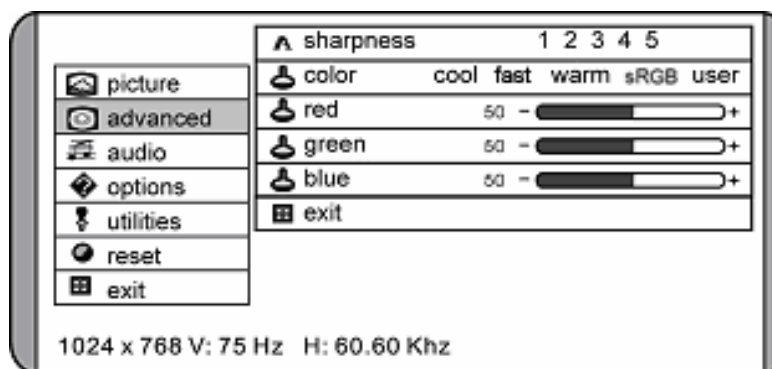 sharpness 1 2 3 4 5
color cool fast warm sRGB user
red 50 - +
green 50 - +
blue 50 - +
exit
picture
advanced
audio
options
utilities
reset
exit
1024 x 768 V: 75 Hz H: 60.60 Khz